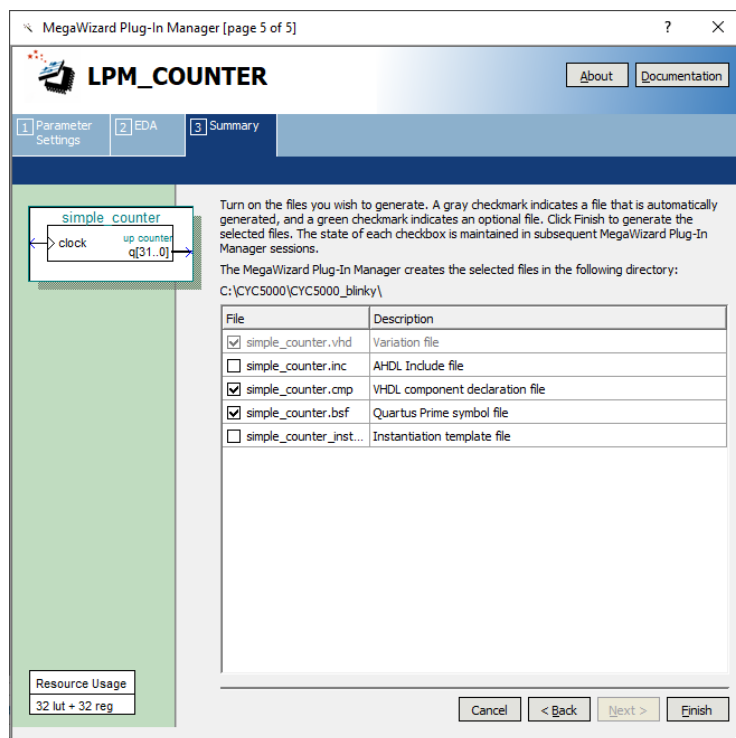 MegaWizard Plug-In Manager [page 5 of 5]
?
LPM_COUNTER
About
Documentation
1 Parameter Settings
2 EDA
3 Summary
simple_counter
clock
up counter
q[31..0]
Turn on the files you wish to generate. A gray checkmark indicates a file that is automatically
generated, and a green checkmark indicates an optional file. Click Finish to generate the
selected files. The state of each checkbox is maintained in subsequent MegaWizard Plug-In
Manager sessions.
The MegaWizard Plug-In Manager creates the selected files in the following directory:
C:\CYC5000\CYC5000_blinky\
File Description
simple_counter.vhd Variation file
simple_counter.inc AHDL Include file
simple_counter.cmp VHDL component declaration file
simple_counter.bsf Quartus Prime symbol file
simple_counter_inst... Instantiation template file
Resource Usage
32 lut + 32 reg
Cancel
< Back
Next >
Finish